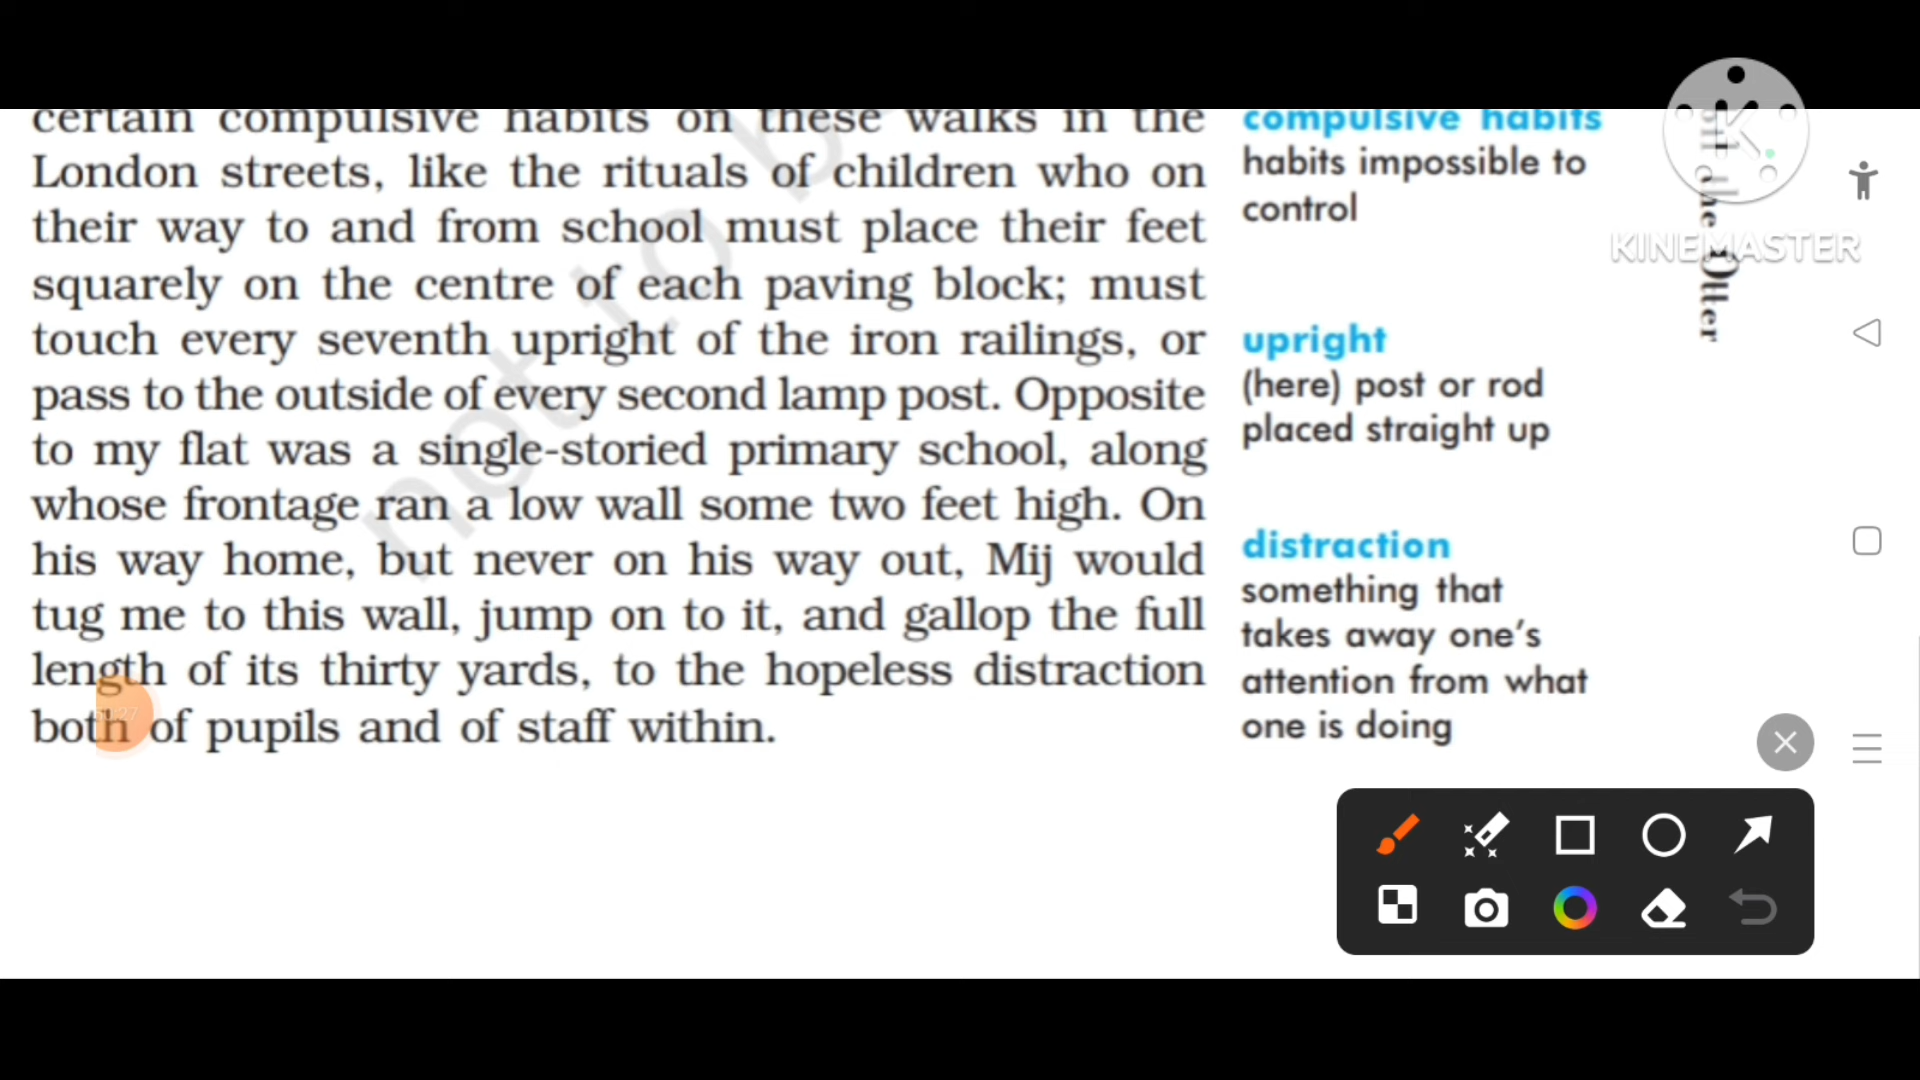 certain compulsive habits on these walks in the
London streets, like the rituals of children who on
their way to and from school must place their feet
squarely on the centre of each paving block; must
touch every seventh upright of the iron railings, or
pass to the outside of every second lamp post. Opposite
to my flat was a single-storied primary school, along
whose frontage ran a low wall some two feet high. On
his way home, but never on his way out, Mij would
tug me to this wall, jump on to it, and gallop the full
length of its thirty yards, to the hopeless distraction
both of pupils and of staff within.
compulsive habits
habits impossible to
control
upright
(here) post or rod
placed straight up
distraction
something that
takes away one's
attention from what
one is doing
the Otter
KINEMASTER
not to b